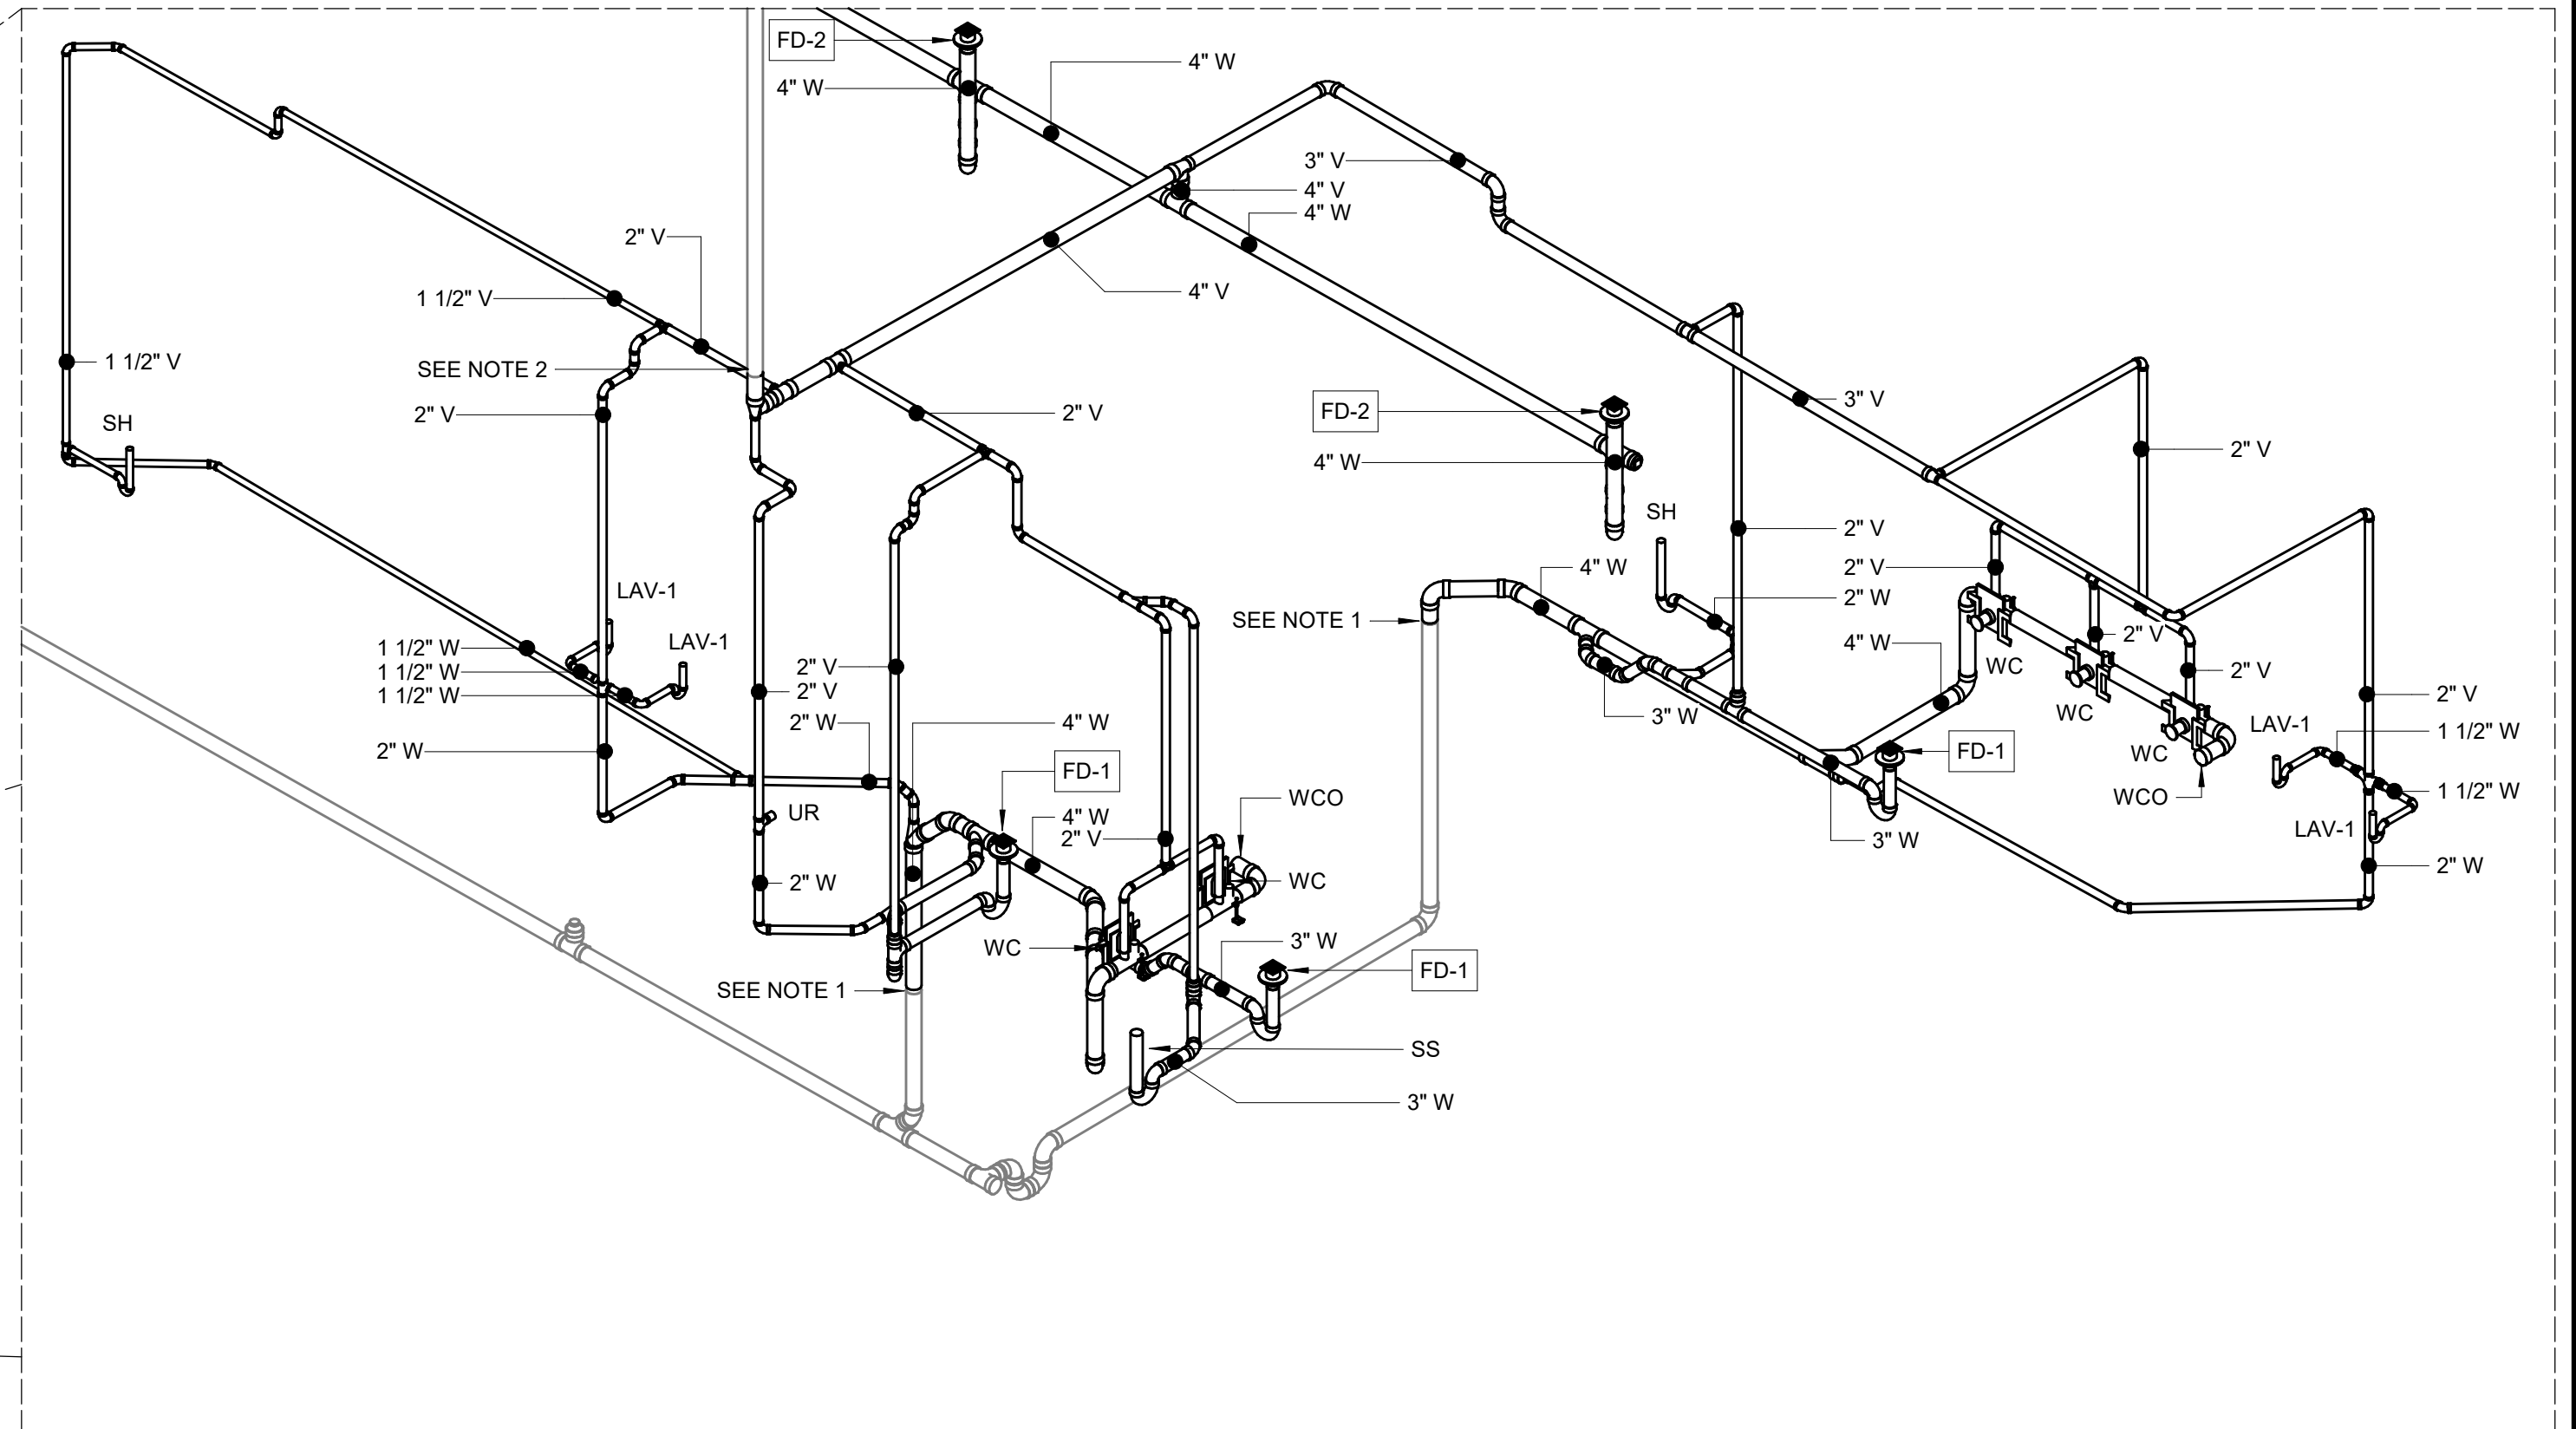 FD-2
4" W
4" W
3" V
4" V
4" W
2" V
1 1/2" V
4" V
1 1/2" V
SEE NOTE 2
2" V
2" V
SH
FD-2
3" V
4" W
2" V
SH
2" V
4" W
2" V
LAV-1
2" W
SEE NOTE 1
2" V
LAV-1
4" W
1 1/2" W
1 1/2" W
1 1/2" W
2" V
WC
2" V
2" V
2" V
2" W
4" W
3" W
WC
LAV-1
1 1/2" W
2" W
WC
FD-1
FD-1
WCO
1 1/2" W
WCO
UR
4" W
2" V
LAV-1
3" W
2" W
WC
2" W
WC
3" W
FD-1
SEE NOTE 1
SS
3" W